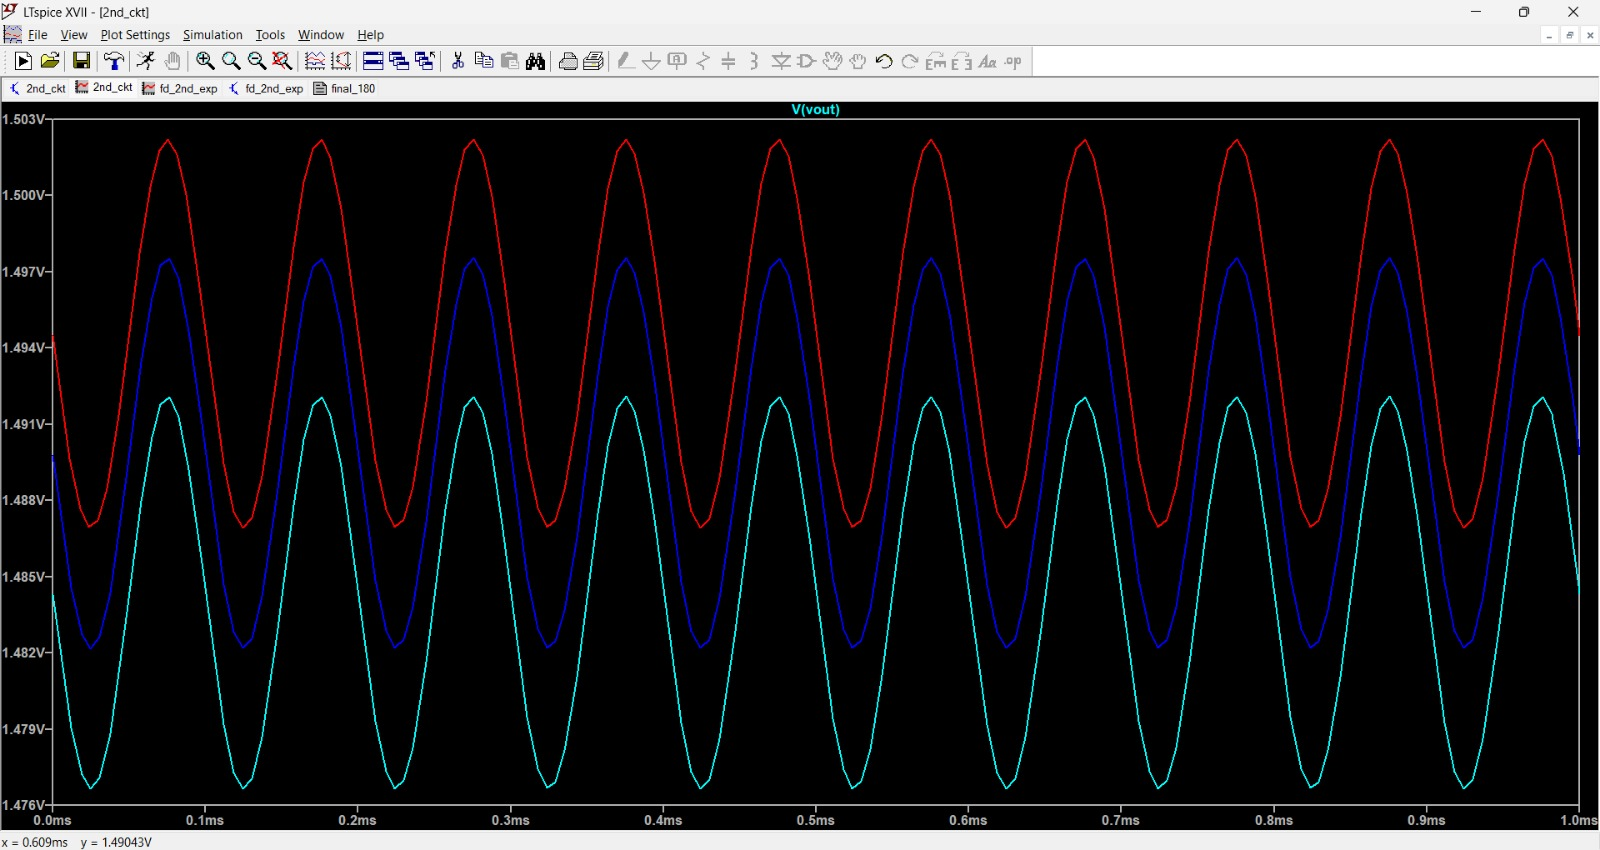 LTspice XVII - [2nd_ckt]
File View Plot Settings Simulation Tools Window Help
2nd_ckt 2nd_ckt fd_2nd_exp fd_2nd_exp final_180
V(vout)
1.503V
1.500V
1.497V
1.494V
1.491V
1.488V
1.485V
1.482V
1.479V
1.476V
0.0ms 0.1ms 0.2ms 0.3ms 0.4ms 0.5ms 0.6ms 0.7ms 0.8ms 0.9ms 1.0ms
x = 0.609ms y = 1.49043V